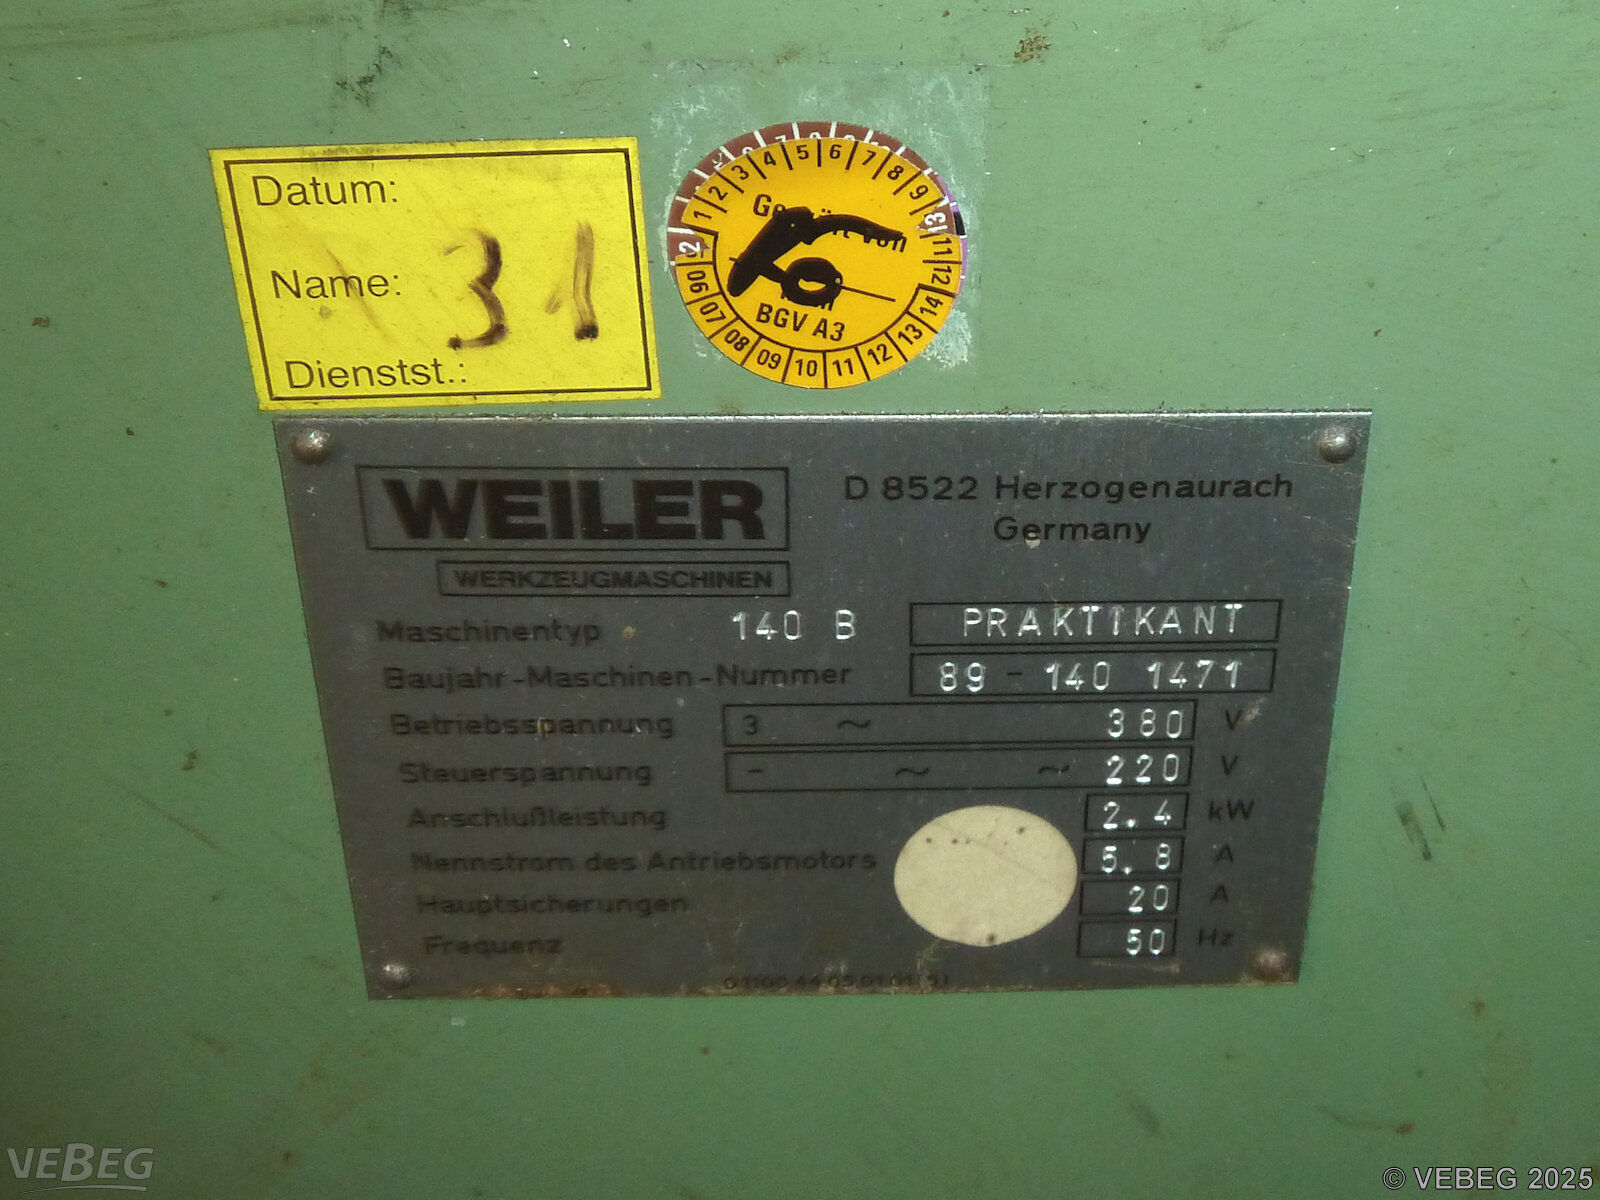 Datum:
Name: 31
Dienstst.:
1 2 3 4 5 6 7 8 9 11 12
06 07 08 09 10 11 12 13 14
von
BGV A3
WEILER
WERKZEUGMASCHINEN
D 8522 Herzogenaurach
Germany
Maschinentyp 140 B PRAKTIKANT
Baujahr-Maschinen-Nummer 89 - 140 1471
Betriebsspannung 3 ~ 380 V
Steuerspannung - ~ ~ 220 V
Anschlußleistung 2.4 kW
Nennstrom des Antriebsmotors 5.8 A
Hauptsicherungen 20 A
Frequenz 50 Hz
VEBEG
© VEBEG 2025